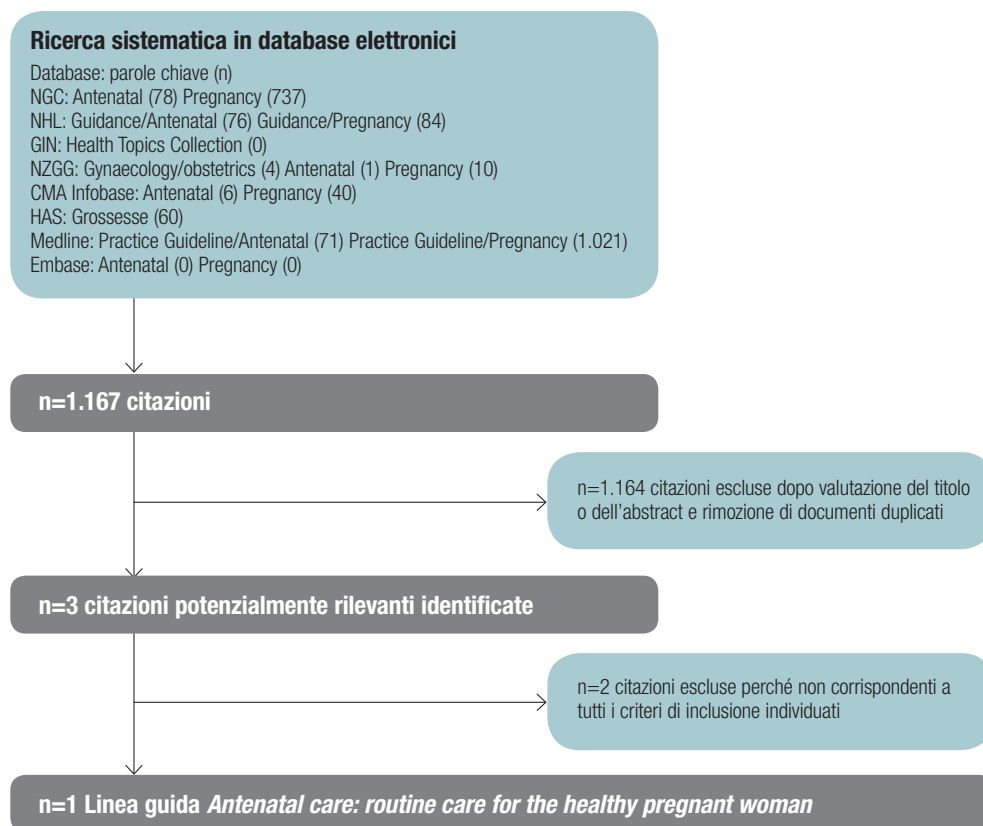 Ricerca sistematica in database elettronici
Database: parole chiave (n)
NGC: Antenatal (78) Pregnancy (737)
NHL: Guidance/Antenatal (76) Guidance/Pregnancy (84)
GIN: Health Topics Collection (0)
NZGG: Gynaecology/obstetrics (4) Antenatal (1) Pregnancy (10)
CMA Infobase: Antenatal (6) Pregnancy (40)
HAS: Grossesse (60)
Medline: Practice Guideline/Antenatal (71) Practice Guideline/Pregnancy (1.021)
Embase: Antenatal (0) Pregnancy (0)
n=1.167 citazioni
n=1.164 citazioni escluse dopo valutazione del titolo
o dell'abstract e rimozione di documenti duplicati
n=3 citazioni potenzialmente rilevanti identificate
n=2 citazioni escluse perché non corrispondenti a
tutti i criteri di inclusione individuati
n=1 Linea guida Antenatal care: routine care for the healthy pregnant woman